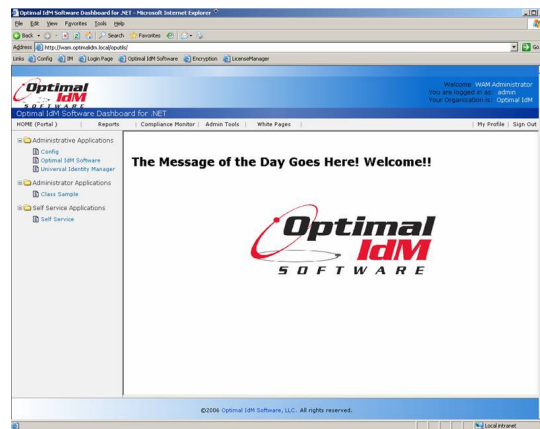 Optimal IdM Software Dashboard for .NET - Microsoft Internet Explorer
File Edit View Favorites Tools Help
Back Search Favorites
Address http://wam.optimalidm.local/oputils/ Go
Links Config IM Login Page Optimal IdM Software Encryption LicenseManager
Optimal
IdM
SOFTWARE
Welcome: WAM Administrator
You are logged in as: admin
Your Organization is: Optimal IdM
Optimal IdM Software Dashboard for .NET
HOME (Portal ) | Reports | Compliance Monitor | Admin Tools | White Pages | | My Profile | Sign Out
Administrative Applications
Config
Optimal IdM Software
Universal Identity Manager
Administrator Applications
Class Sample
Self Service Applications
Self Service
The Message of the Day Goes Here! Welcome!!
Optimal
IdM
SOFTWARE
©2006 Optimal IdM Software, LLC. All rights reserved.
Local intranet